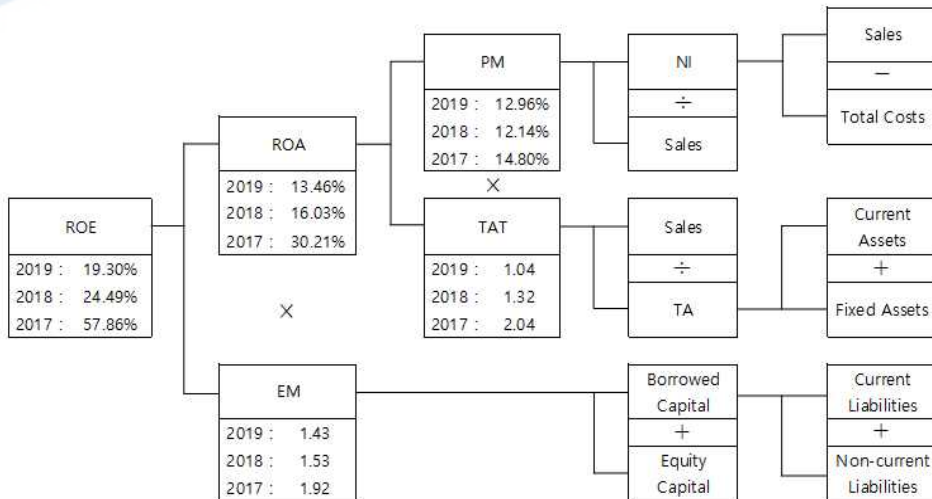 ROE
2019 : 19.30%
2018 : 24.49%
2017 : 57.86%
ROA
2019 : 13.46%
2018 : 16.03%
2017 : 30.21%
×
EM
2019 : 1.43
2018 : 1.53
2017 : 1.92
PM
2019 : 12.96%
2018 : 12.14%
2017 : 14.80%
×
TAT
2019 : 1.04
2018 : 1.32
2017 : 2.04
NI
÷
Sales
Sales
÷
TA
Borrowed
Capital
+
Equity
Capital
Sales
−
Total Costs
Current
Assets
+
Fixed Assets
Current
Liabilities
+
Non-current
Liabilities